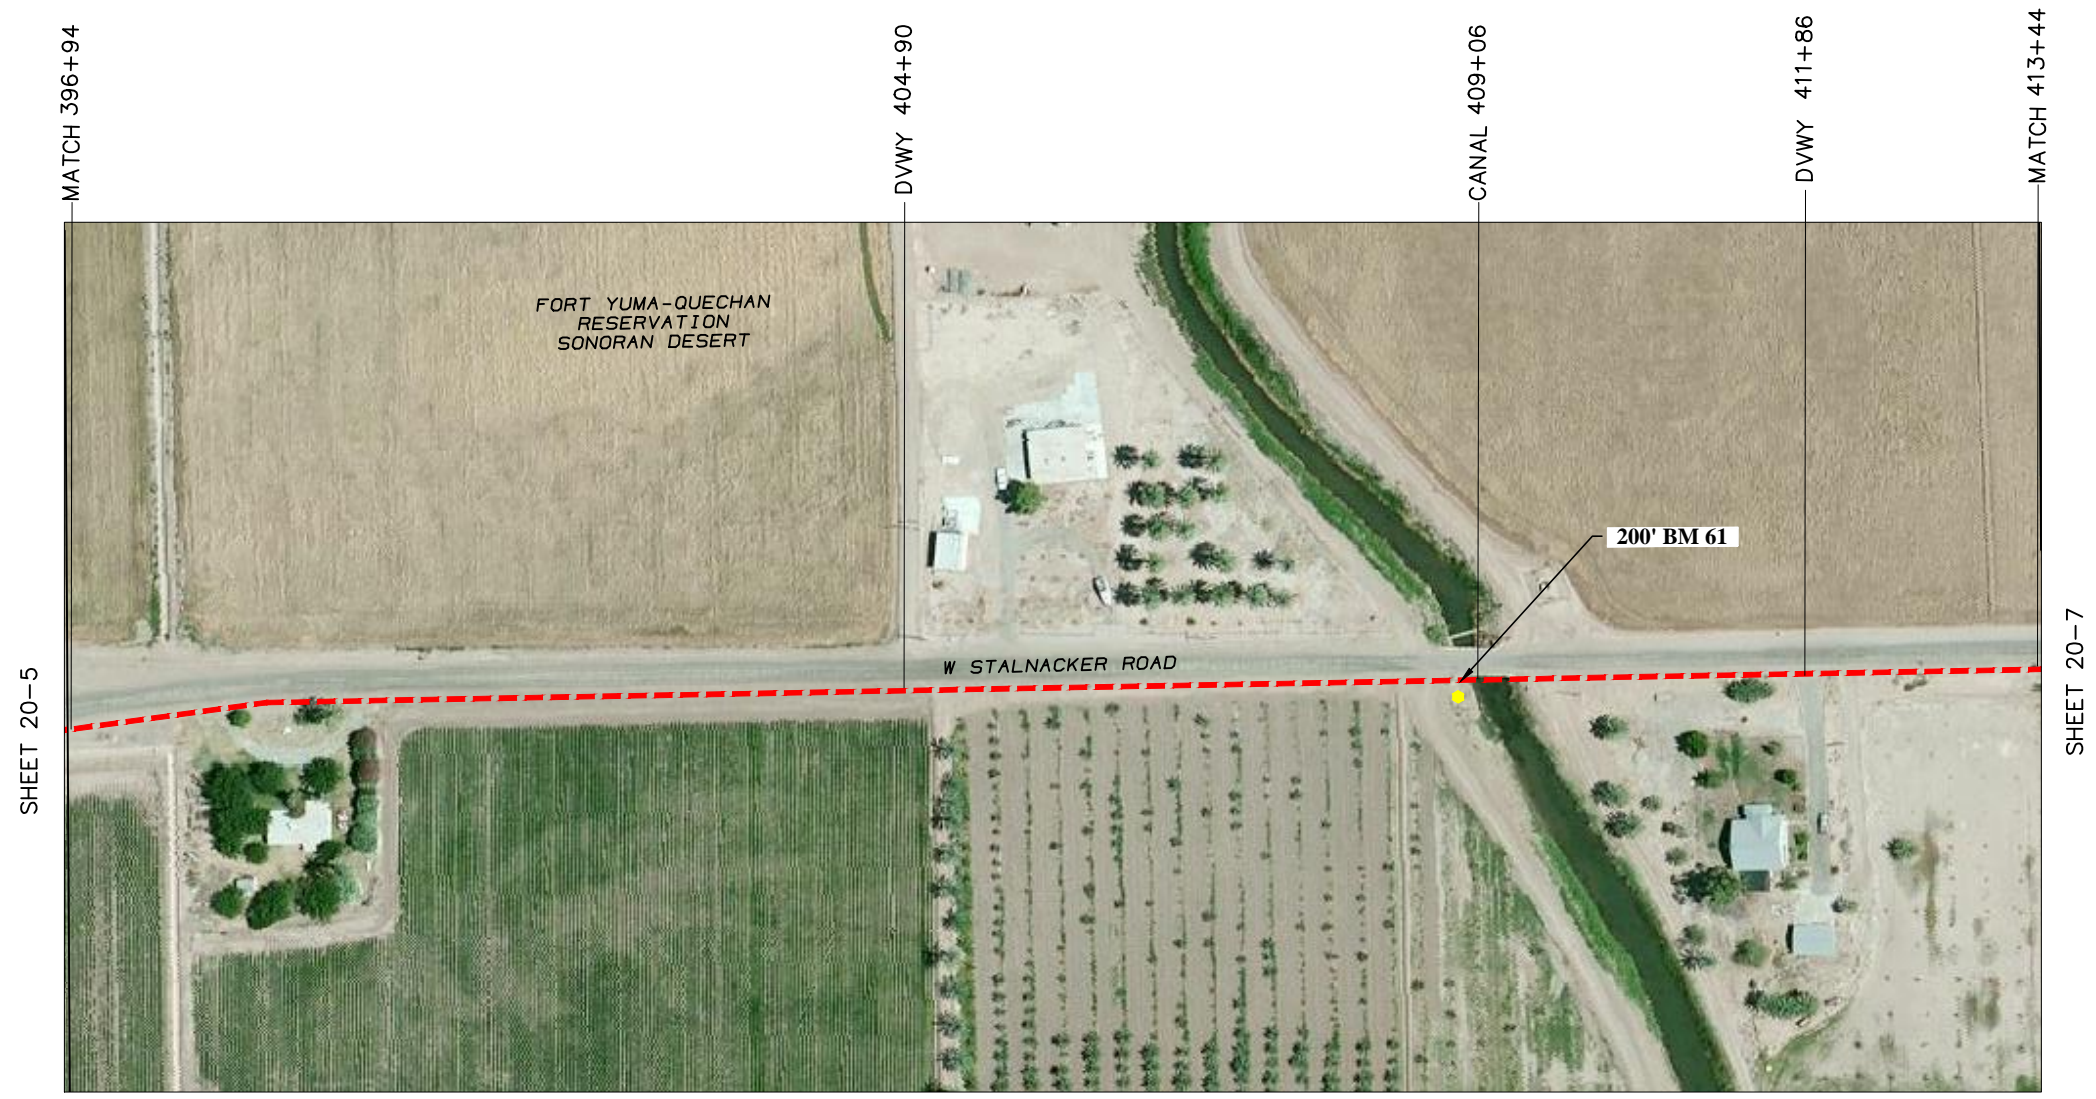 MATCH 396+94
DVWY 404+90
CANAL 409+06
DVWY 411+86
MATCH 413+44
FORT YUMA-QUECHAN
RESERVATION
SONORAN DESERT
200' BM 61
W STALNACKER ROAD
SHEET 20-5
SHEET 20-7